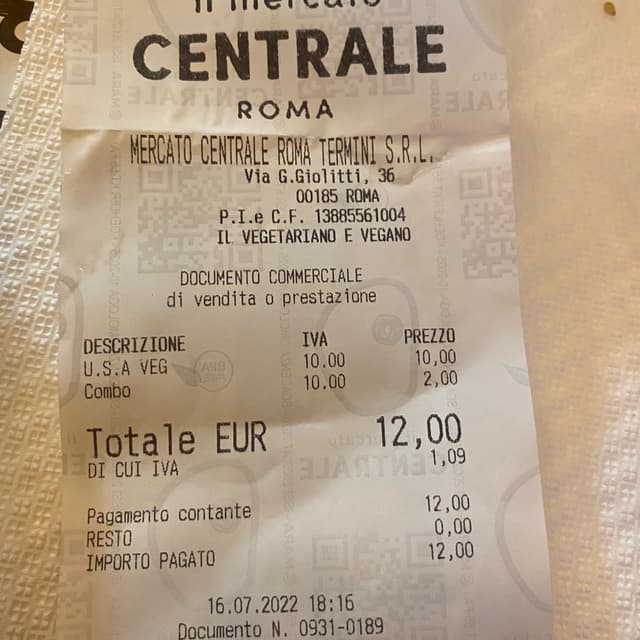 il mercato
CENTRALE
ROMA
MERCATO CENTRALE ROMA TERMINI S.R.L.
Via G.Giolitti, 36
00185 ROMA
P.I.e C.F. 13885561004
IL VEGETARIANO E VEGANO
DOCUMENTO COMMERCIALE
di vendita o prestazione
DESCRIZIONE IVA PREZZO
U.S.A VEG 10.00 10,00
Combo 10.00 2,00
Totale EUR 12,00
DI CUI IVA 1,09
Pagamento contante 12,00
RESTO 0,00
IMPORTO PAGATO 12,00
16.07.2022 18:16
Documento N. 0931-0189